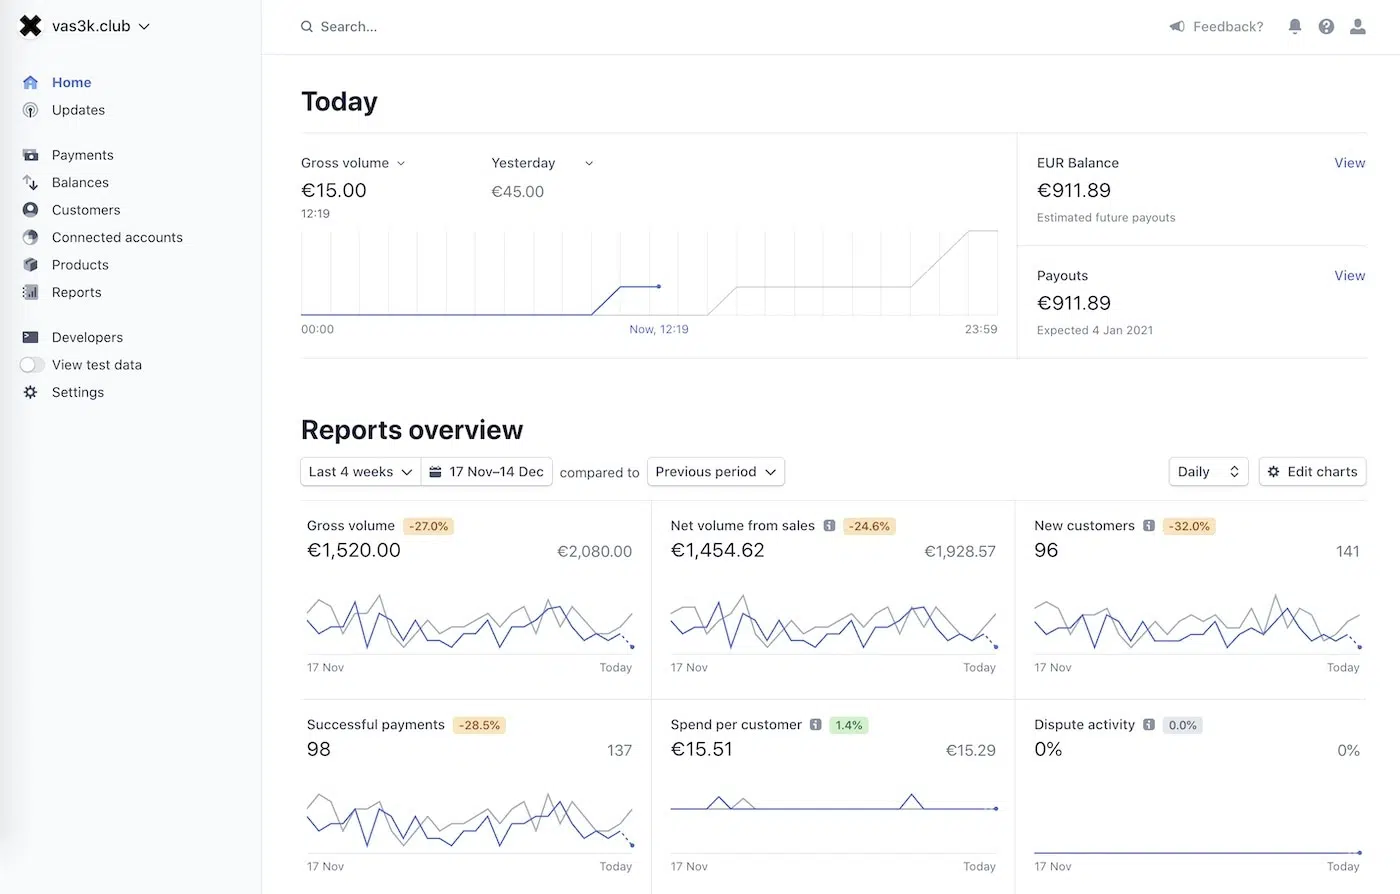 vas3k.club
Search...
Feedback?
Home
Updates
Payments
Balances
Customers
Connected accounts
Products
Reports
Developers
View test data
Settings
Today
Gross volume
€15.00
12:19
Yesterday
€45.00
00:00
Now, 12:19
23:59
EUR Balance
View
€911.89
Estimated future payouts
Payouts
View
€911.89
Expected 4 Jan 2021
Reports overview
Last 4 weeks
17 Nov–14 Dec
compared to
Previous period
Daily
Edit charts
Gross volume -27.0%
€1,520.00 €2,080.00
17 Nov Today
Net volume from sales -24.6%
€1,454.62 €1,928.57
17 Nov Today
New customers -32.0%
96 141
17 Nov Today
Successful payments -28.5%
98 137
17 Nov Today
Spend per customer 1.4%
€15.51 €15.29
17 Nov Today
Dispute activity 0.0%
0% 0%
17 Nov Today